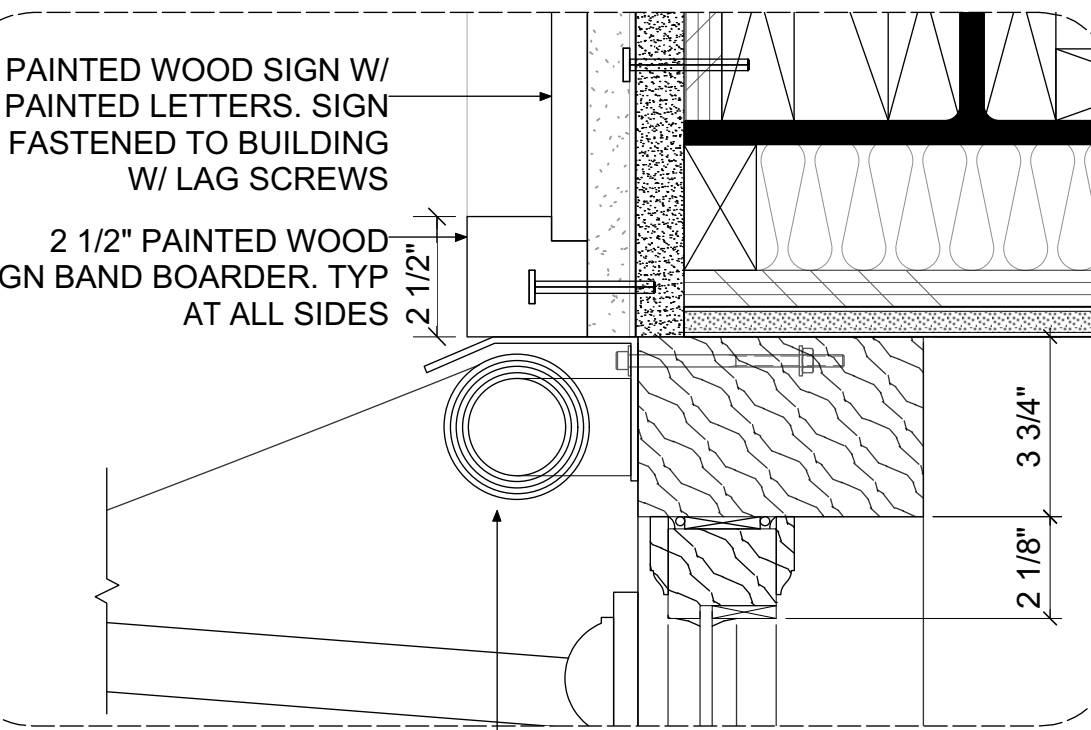 PAINTED WOOD SIGN W/
PAINTED LETTERS. SIGN
FASTENED TO BUILDING
W/ LAG SCREWS
2 1/2" PAINTED WOOD
GN BAND BOARDER. TYP
AT ALL SIDES
2 1/2"
3 3/4"
2 1/8"